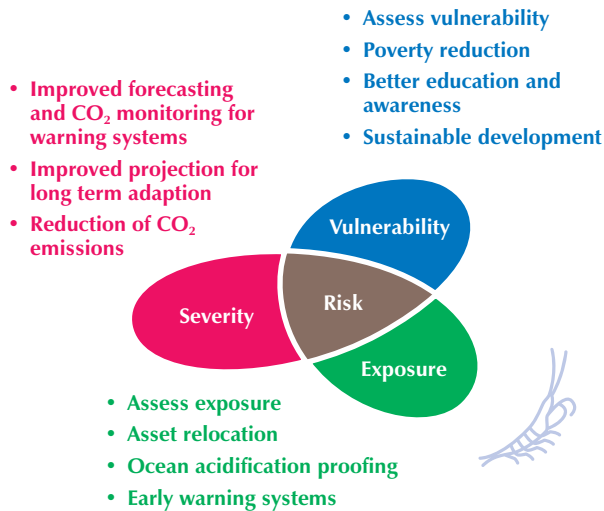 • Assess vulnerability
• Poverty reduction
• Better education and
awareness
• Sustainable development
• Improved forecasting
and CO₂ monitoring for
warning systems
• Improved projection for
long term adaption
• Reduction of CO₂
emissions
Vulnerability
Severity
Risk
Exposure
• Assess exposure
• Asset relocation
• Ocean acidification proofing
• Early warning systems